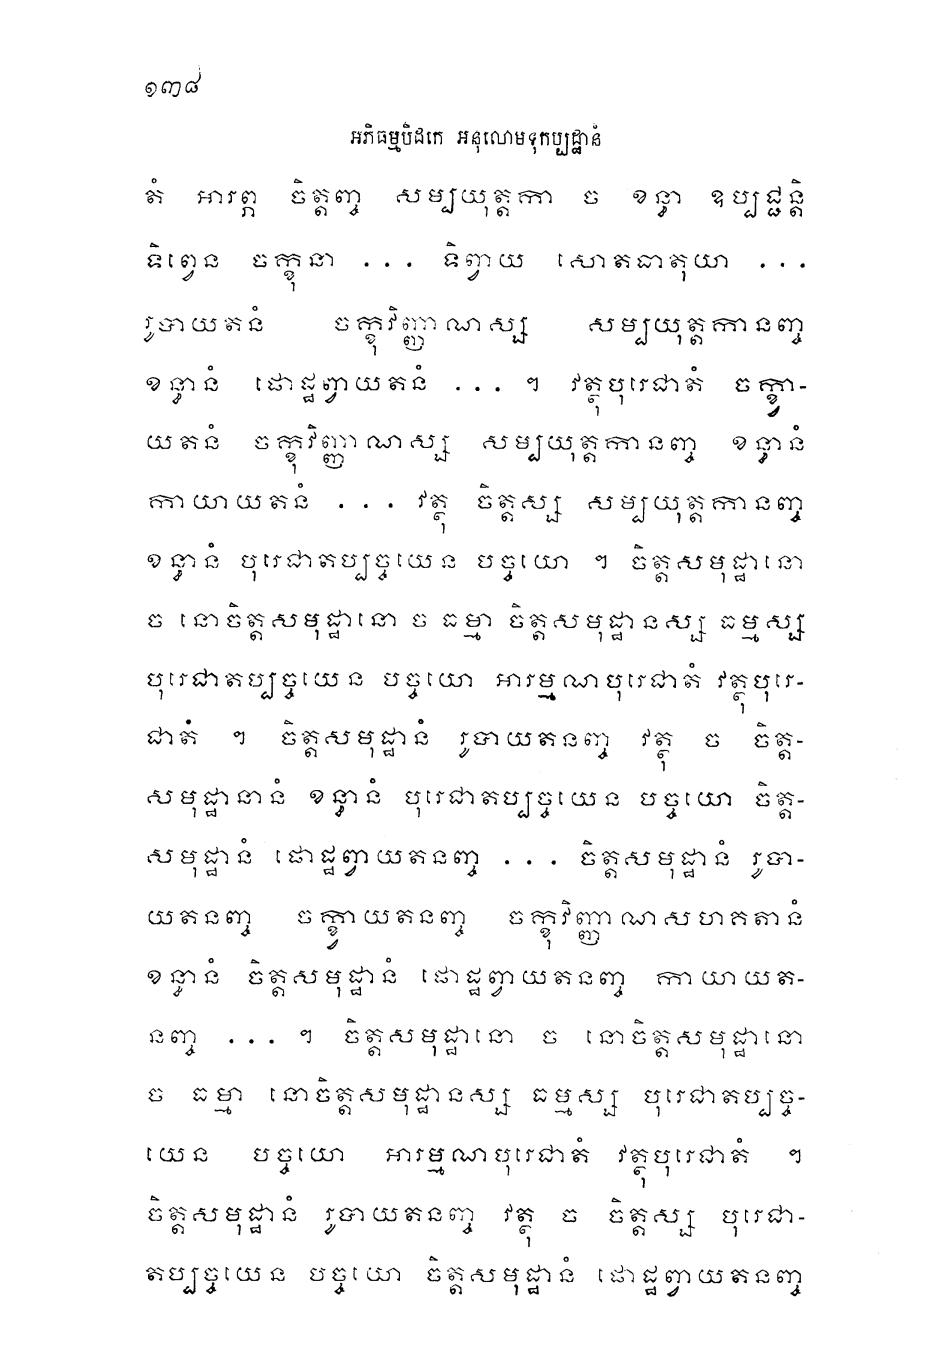 ១៣៨
អភិធម្មបិដកេ អនុលោមទុកប្បដ្ឋានំ
តំ អារព្ភ ចិត្តញ្ច សម្បយុត្តកា ច ខន្ធា ឧប្បជ្ជន្តិ
ទិព្វេន ចក្ខុនា ... ទិព្វាយ សោតធាតុយា ...
រូបាយតនំ ចក្ខុវិញ្ញាណស្ស សម្បយុត្តកានញ្ច
ខន្ធានំ ផោដ្ឋព្វាយតនំ ... ។ វត្ថុបុរេជាតំ ចក្ខា-
យតនំ ចក្ខុវិញ្ញាណស្ស សម្បយុត្តកានញ្ច ខន្ធានំ
កាយាយតនំ ... វត្ថុ ចិត្តស្ស សម្បយុត្តកានញ្ច
ខន្ធានំ បុរេជាតប្បច្ចយេន បច្ចយោ ។ ចិត្តសមុដ្ឋានោ
ច នោចិត្តសមុដ្ឋានោ ច ធម្មា ចិត្តសមុដ្ឋានស្ស ធម្មស្ស
បុរេជាតប្បច្ចយេន បច្ចយោ អារម្មណបុរេជាតំ វត្ថុបុរេ-
ជាតំ ។ ចិត្តសមុដ្ឋានំ រូបាយតនញ្ច វត្ថុ ច ចិត្ត-
សមុដ្ឋានានំ ខន្ធានំ បុរេជាតប្បច្ចយេន បច្ចយោ ចិត្ត-
សមុដ្ឋានំ ផោដ្ឋព្វាយតនញ្ច ... ចិត្តសមុដ្ឋានំ រូបា-
យតនញ្ច ចក្ខ្វាយតនញ្ច ចក្ខុវិញ្ញាណសហគតានំ
ខន្ធានំ ចិត្តសមុដ្ឋានំ ផោដ្ឋព្វាយតនញ្ច កាយាយត-
នញ្ច ... ។ ចិត្តសមុដ្ឋានោ ច នោចិត្តសមុដ្ឋានោ
ច ធម្មា នោចិត្តសមុដ្ឋានស្ស ធម្មស្ស បុរេជាតប្បច្ច-
យេន បច្ចយោ អារម្មណបុរេជាតំ វត្ថុបុរេជាតំ ។
ចិត្តសមុដ្ឋានំ រូបាយតនញ្ច វត្ថុ ច ចិត្តស្ស បុរេជា-
តប្បច្ចយេន បច្ចយោ ចិត្តសមុដ្ឋានំ ផោដ្ឋព្វាយតនញ្ច